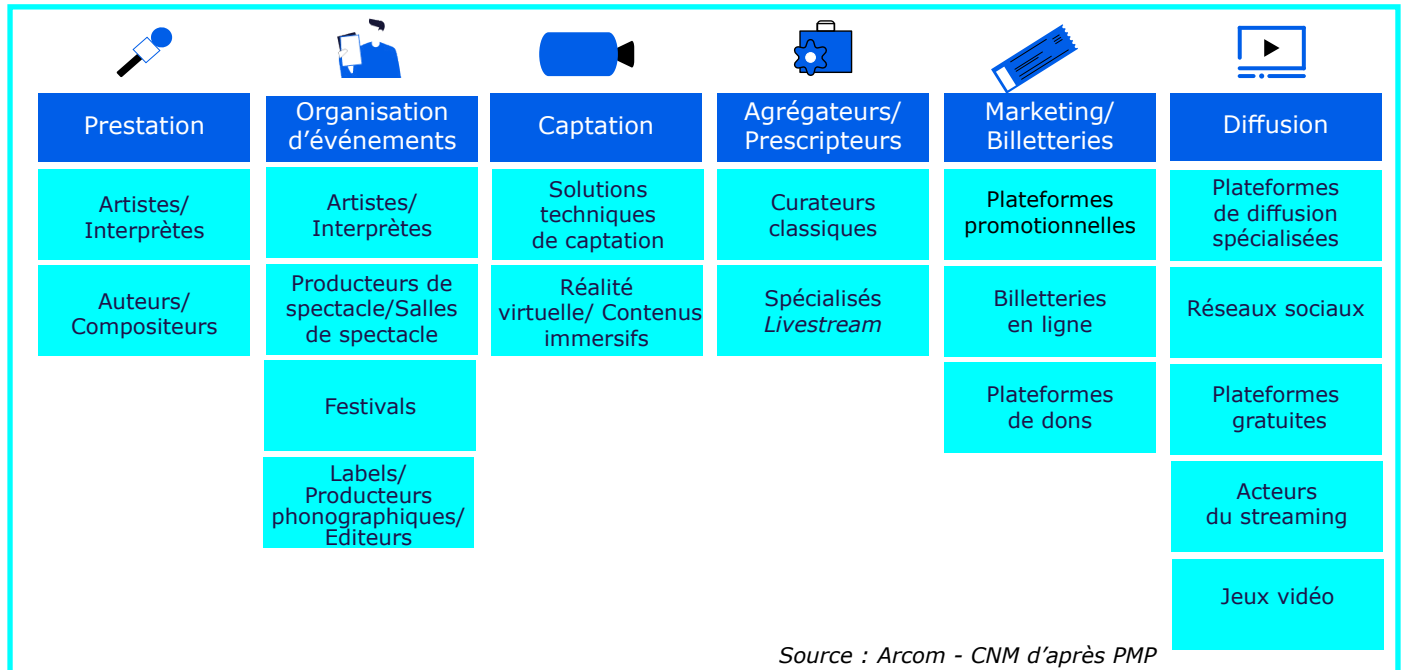 Prestation
Artistes/
Interprètes
Auteurs/
Compositeurs
Organisation
d’événements
Artistes/
Interprètes
Producteurs de
spectacle/Salles
de spectacle
Festivals
Labels/
Producteurs
phonographiques/
Editeurs
Captation
Solutions
techniques
de captation
Réalité
virtuelle/ Contenus
immersifs
Agrégateurs/
Prescripteurs
Curateurs
classiques
Spécialisés
Livestream
Marketing/
Billetteries
Plateformes
promotionnelles
Billetteries
en ligne
Plateformes
de dons
Diffusion
Plateformes
de diffusion
spécialisées
Réseaux sociaux
Plateformes
gratuites
Acteurs
du streaming
Jeux vidéo
Source : Arcom - CNM d’après PMP